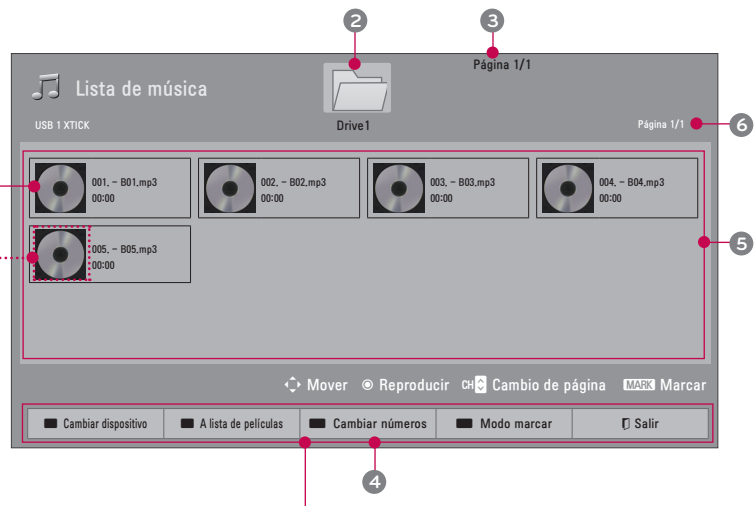 2
3
Página 1/1
Lista de música
USB 1 XTICK
Drive1
Página 1/1
6
001. - B01.mp3
00:00
002. - B02.mp3
00:00
003. - B03.mp3
00:00
004. - B04.mp3
00:00
005. - B05.mp3
00:00
5
Mover
Reproducir
CH Cambio de página
MARK Marcar
Cambiar dispositivo
A lista de películas
Cambiar números
Modo marcar
Salir
4